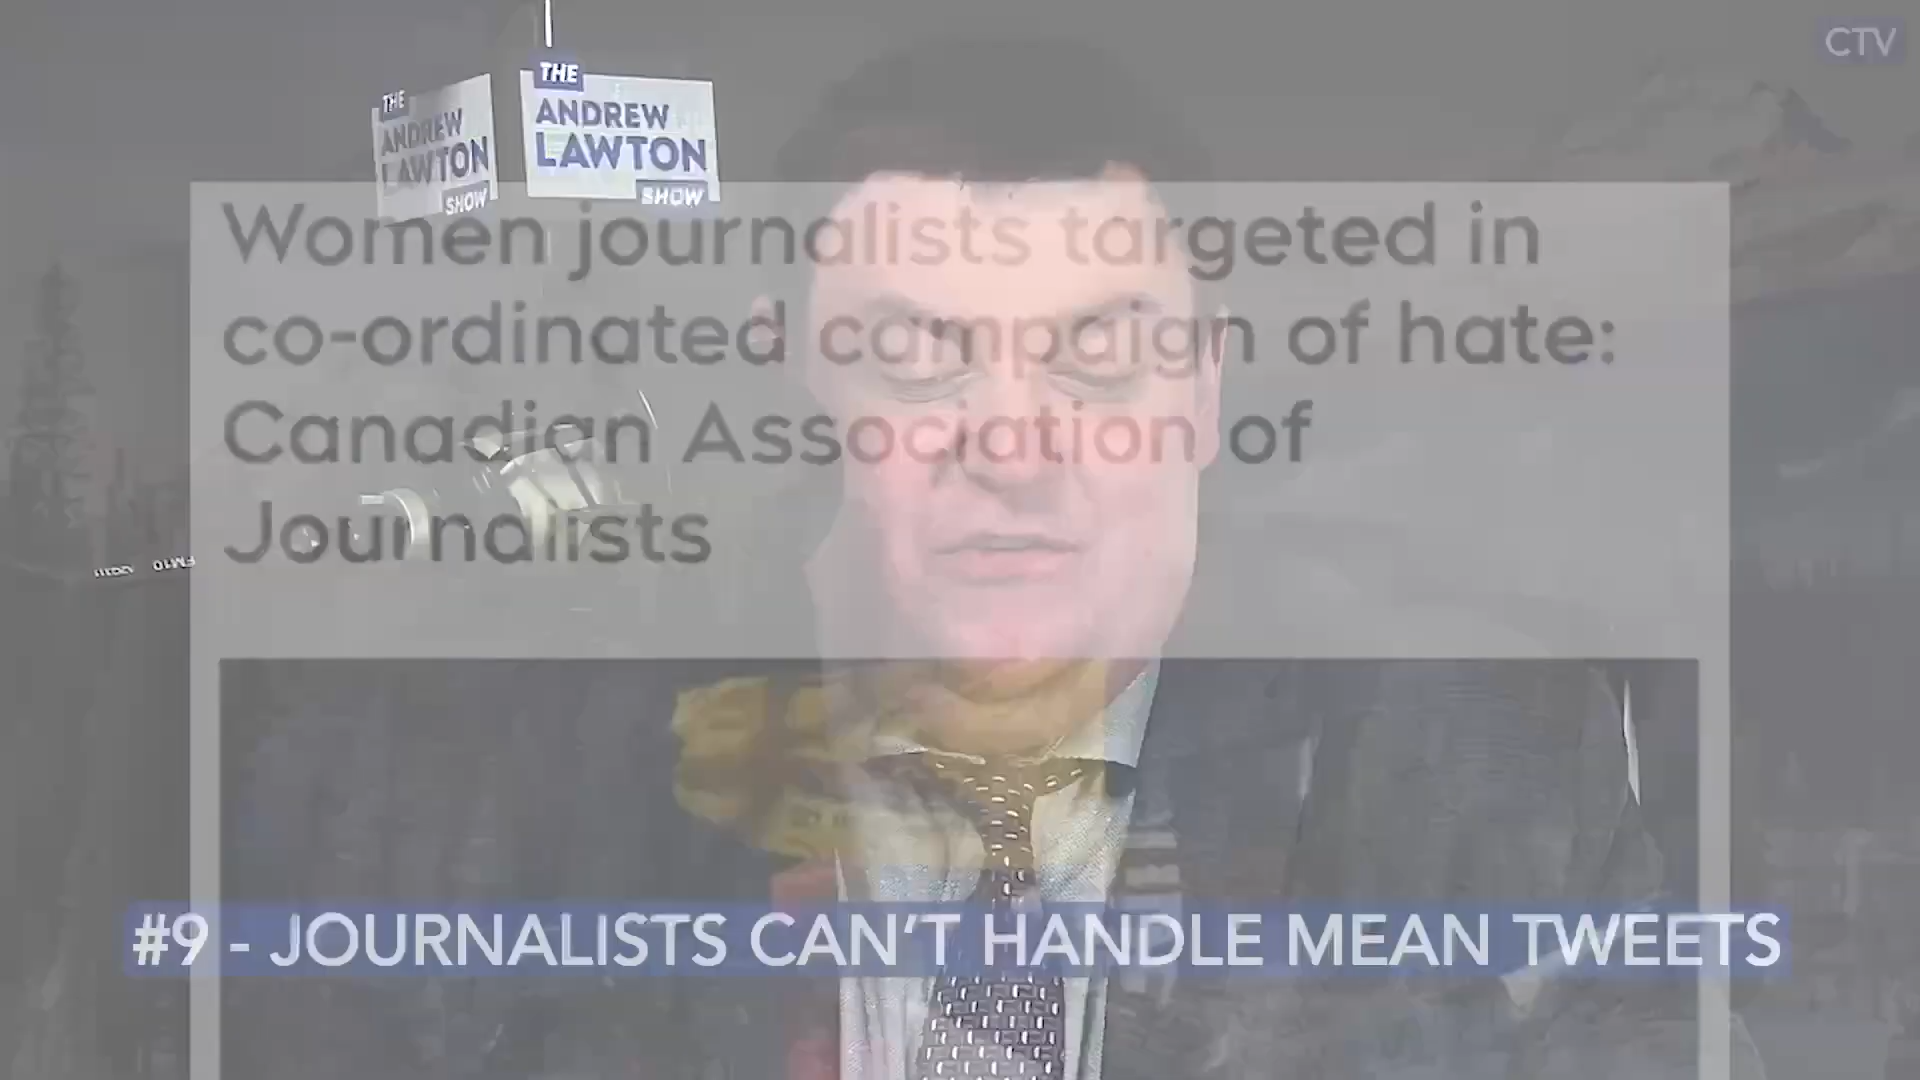 CTV
THE
ANDREW
LAWTON
SHOW
THE
ANDREW
LAWTON
SHOW
Women journalists targeted in
co-ordinated campaign of hate:
Canadian Association of
Journalists
#9 - JOURNALISTS CAN'T HANDLE MEAN TWEETS